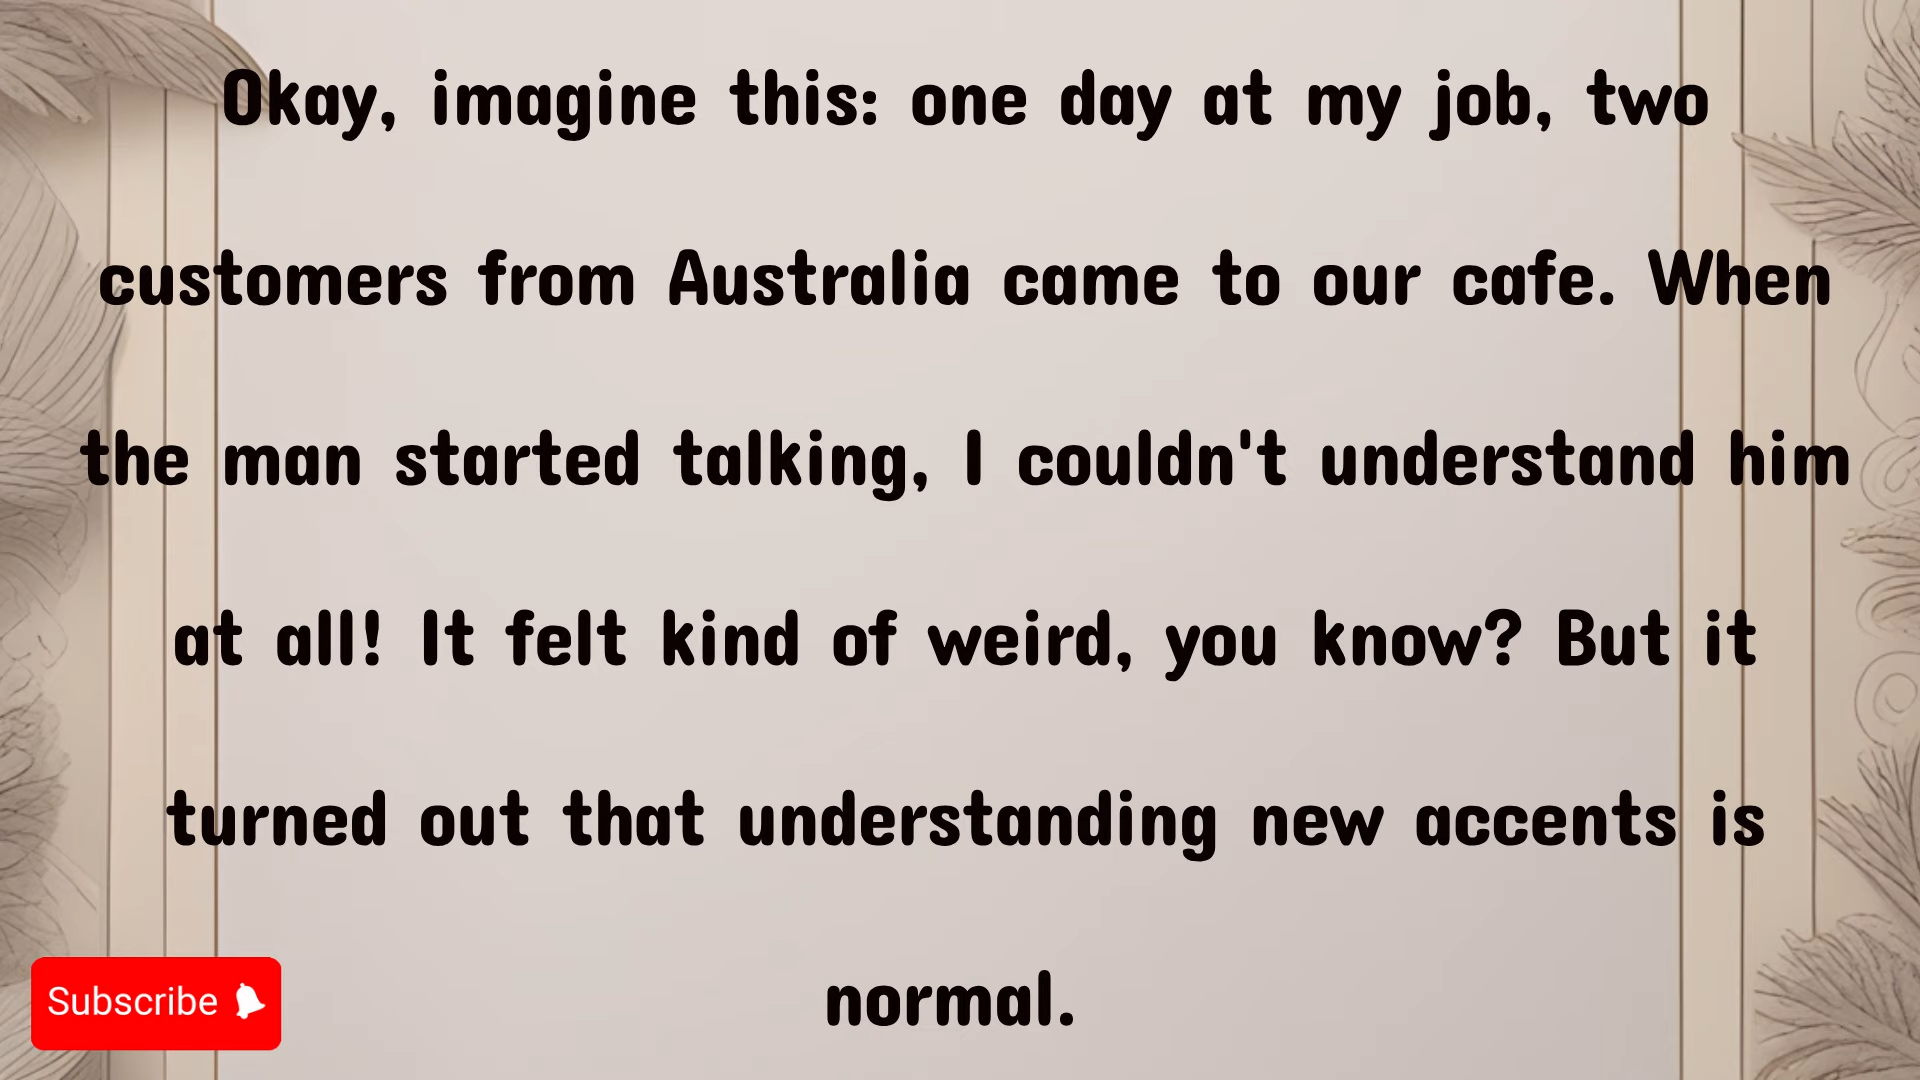 Okay, imagine this: one day at my job, two
customers from Australia came to our cafe. When
the man started talking, I couldn't understand him
at all! It felt kind of weird, you know? But it
turned out that understanding new accents is
normal.
Subscribe